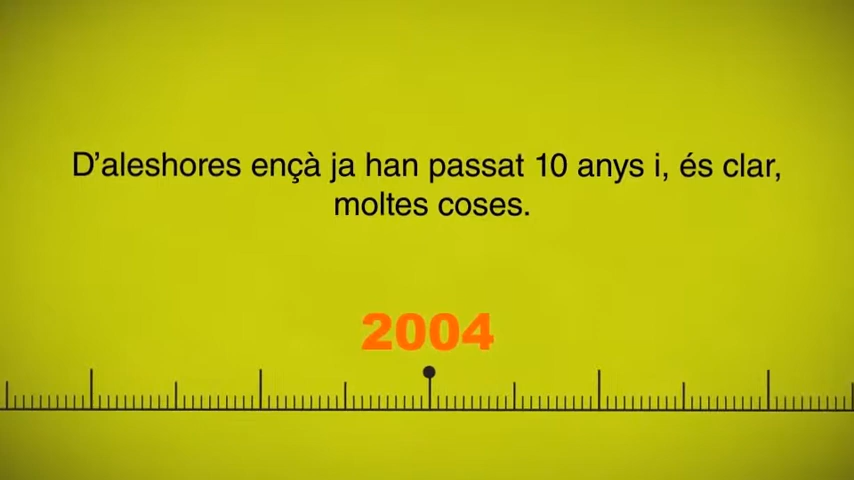 D’aleshores ençà ja han passat 10 anys i, és clar,
moltes coses.
2004